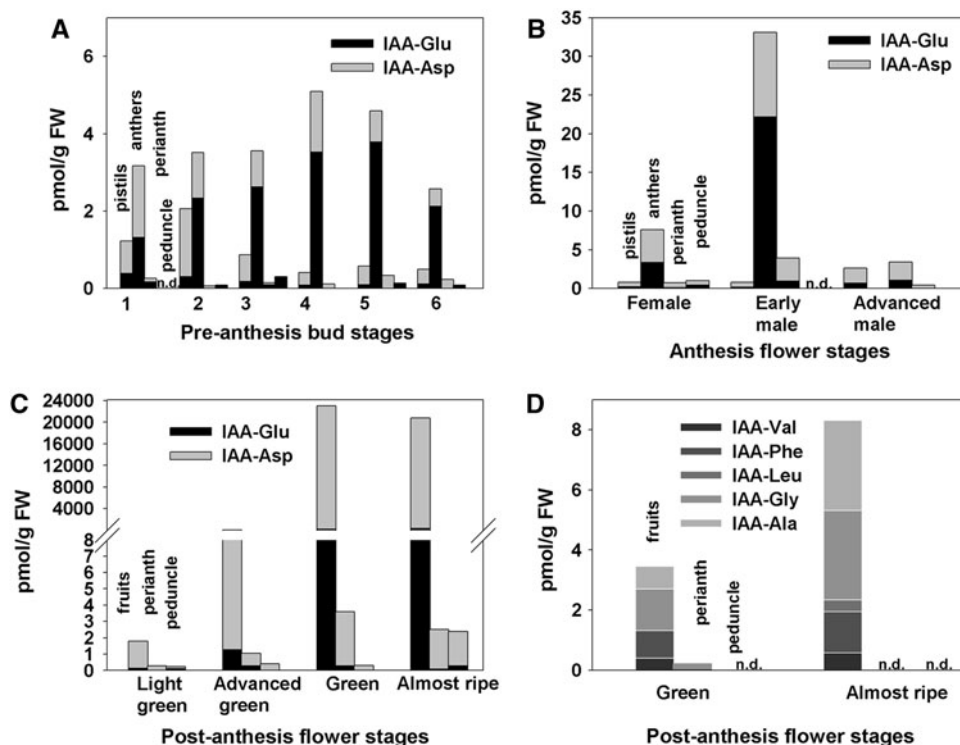 A
IAA-Glu
IAA-Asp
6
4
2
0
pmol/g FW
pistils
anthers
perianth
peduncle
n.d.
1 2 3 4 5 6
Pre-anthesis bud stages
B
IAA-Glu
IAA-Asp
35
30
25
20
15
10
5
0
pmol/g FW
pistils
anthers
perianth
peduncle
n.d.
Female Early male Advanced male
Anthesis flower stages
C
IAA-Glu
IAA-Asp
24000
20000
16000
12000
8000
4000
8
7
6
5
4
3
2
1
0
pmol/g FW
fruits
perianth
peduncle
Light green Advanced green Green Almost ripe
Post-anthesis flower stages
D
IAA-Val
IAA-Phe
IAA-Leu
IAA-Gly
IAA-Ala
8
6
4
2
0
pmol/g FW
fruits
perianth
peduncle
n.d.
n.d. n.d.
Green Almost ripe
Post-anthesis flower stages